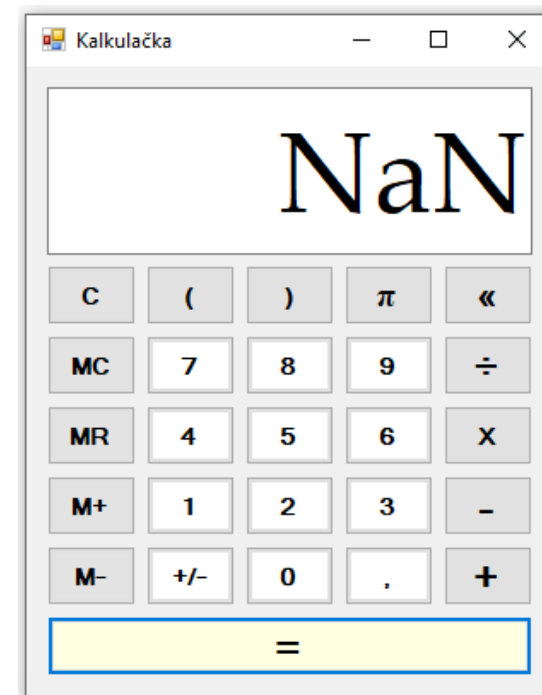 Kalkulačka
NaN
C ( ) π «
MC 7 8 9 ÷
MR 4 5 6 X
M+ 1 2 3 -
M- +/- 0 , +
=